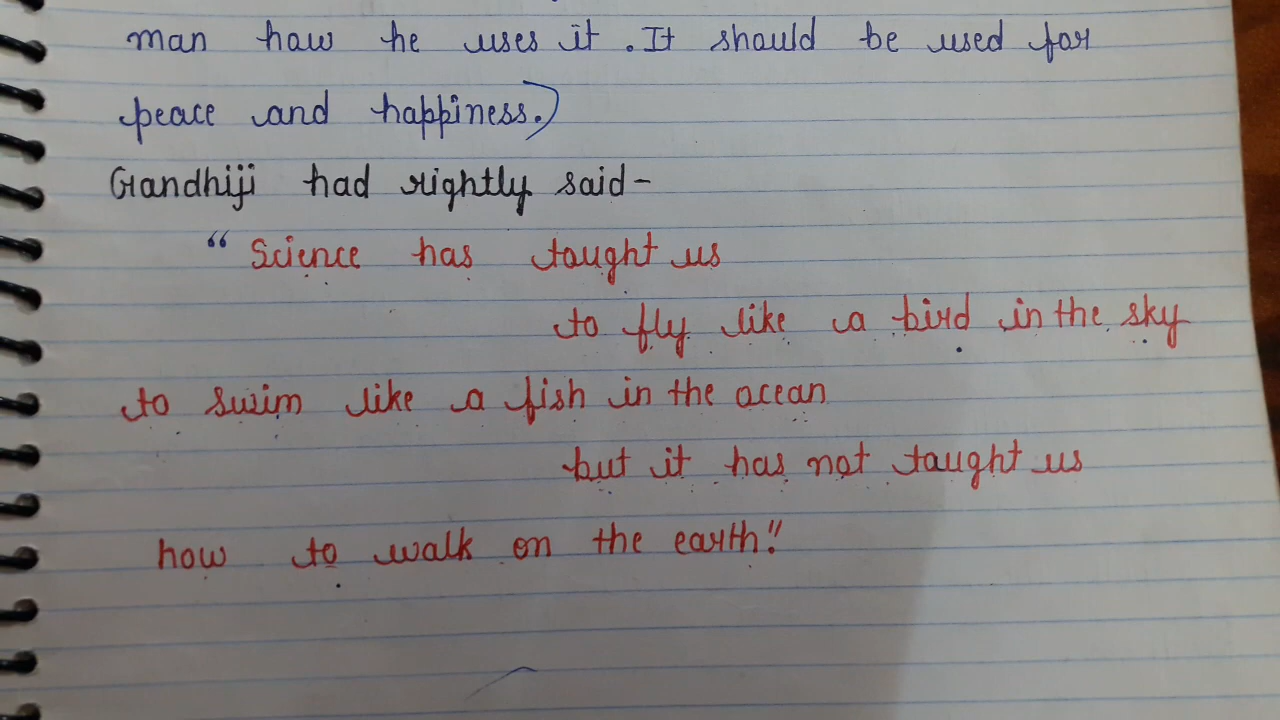 man how he uses it . It should be used for
peace and happiness.)
Gandhiji had rightly said-
“ Science has taught us
to fly like a bird in the sky
to swim like a fish in the ocean
but it has not taught us
how to walk on the earth."